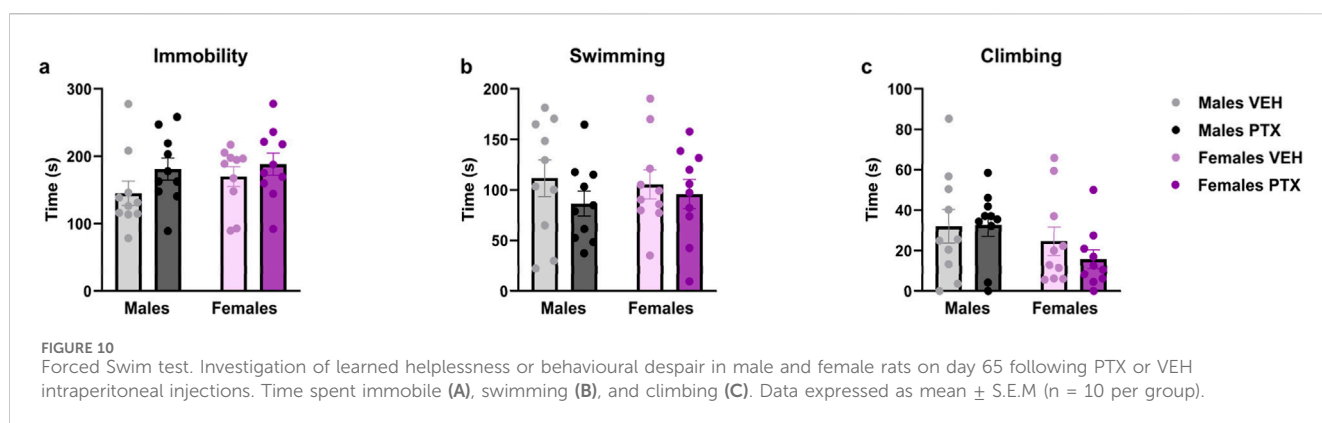 Immobility
a
300
200
100
0
Time (s)
Males
Females
Swimming
b
200
150
100
50
0
Time (s)
Males
Females
Climbing
c
100
80
60
40
20
0
Time (s)
Males
Females
Males VEH
Males PTX
Females VEH
Females PTX
FIGURE 10
Forced Swim test. Investigation of learned helplessness or behavioural despair in male and female rats on day 65 following PTX or VEH
intraperitoneal injections. Time spent immobile (A), swimming (B), and climbing (C). Data expressed as mean ± S.E.M (n = 10 per group).